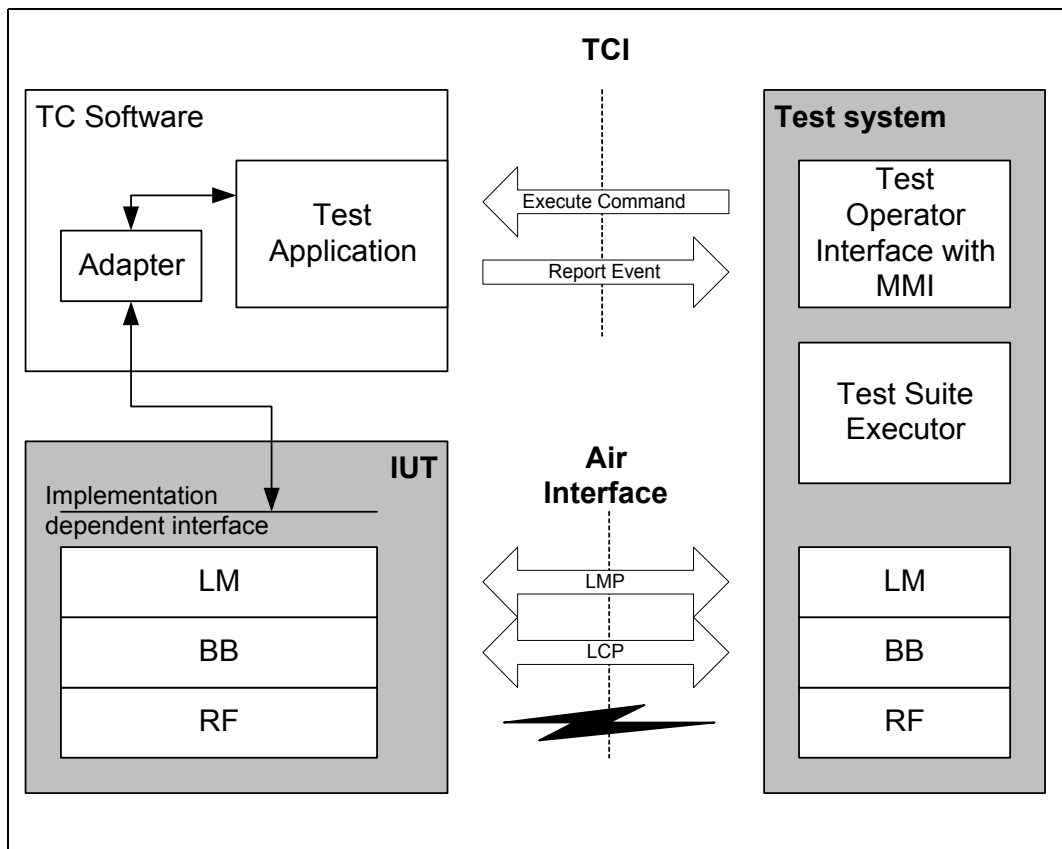 TCI
TC Software
Test
Application
Adapter
Execute Command
Report Event
Test system
Test
Operator
Interface with
MMI
Test Suite
Executor
IUT
Implementation
dependent interface
LM
BB
RF
Air
Interface
LMP
LCP
LM
BB
RF